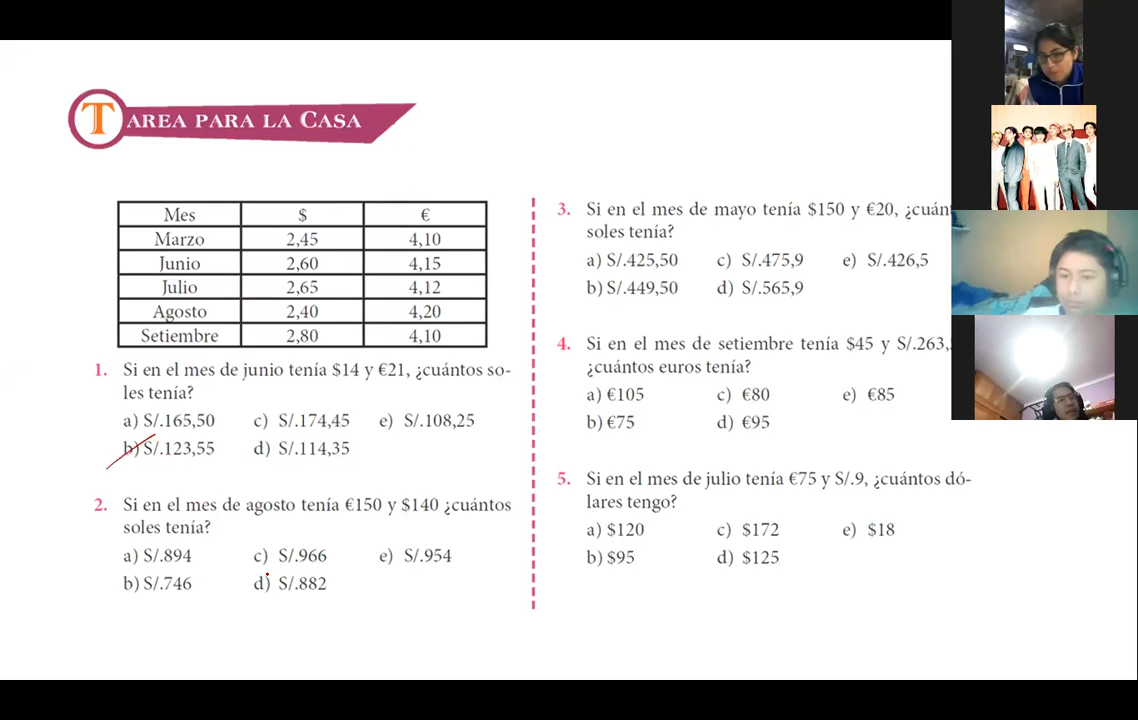 TAREA PARA LA CASA
Mes $ €
Marzo 2,45 4,10
Junio 2,60 4,15
Julio 2,65 4,12
Agosto 2,40 4,20
Setiembre 2,80 4,10
1. Si en el mes de junio tenía $14 y €21, ¿cuántos so-
les tenía?
a) S/.165,50 c) S/.174,45 e) S/.108,25
b) S/.123,55 d) S/.114,35
2. Si en el mes de agosto tenía €150 y $140 ¿cuántos
soles tenía?
a) S/.894 c) S/.966 e) S/.954
b) S/.746 d) S/.882
3. Si en el mes de mayo tenía $150 y €20, ¿cuán
soles tenía?
a) S/.425,50 c) S/.475,9 e) S/.426,5
b) S/.449,50 d) S/.565,9
4. Si en el mes de setiembre tenía $45 y S/.263,
¿cuántos euros tenía?
a) €105 c) €80 e) €85
b) €75 d) €95
5. Si en el mes de julio tenía €75 y S/.9, ¿cuántos dó-
lares tengo?
a) $120 c) $172 e) $18
b) $95 d) $125